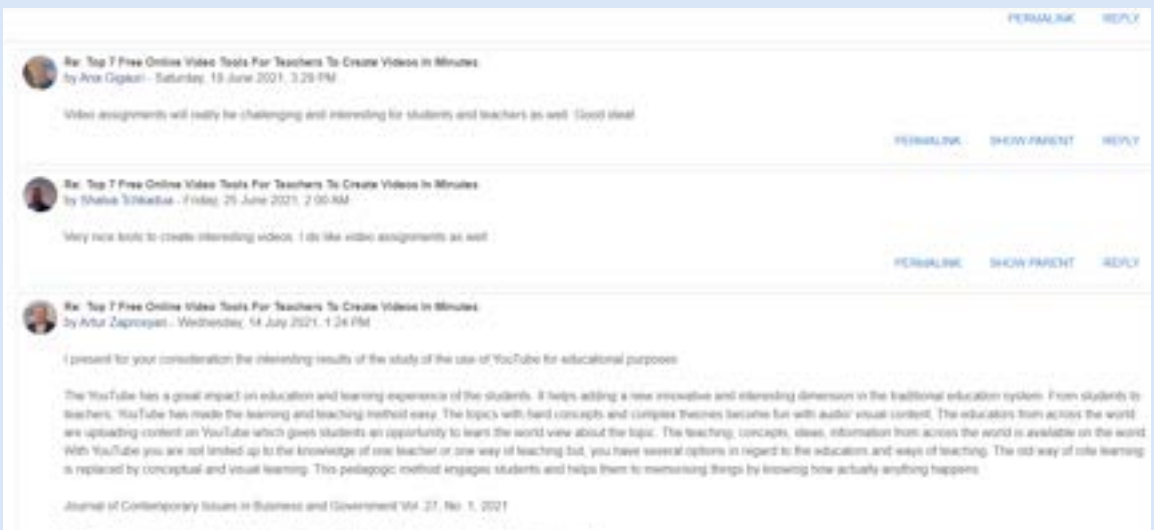 PERMALINK REPLY
Re: Top 7 Free Online Video Tools For Teachers To Create Videos In Minutes
by Ana Gigauri - Saturday, 19 June 2021, 3:29 PM
Video assignments will really be challenging and interesting for students and teachers as well. Good idea!
PERMALINK SHOW PARENT REPLY
Re: Top 7 Free Online Video Tools For Teachers To Create Videos In Minutes
by Shalva - Friday, 25 June 2021, 2:00 AM
Very nice tools to create interesting videos. I do like video assignments as well
PERMALINK SHOW PARENT REPLY
Re: Top 7 Free Online Video Tools For Teachers To Create Videos In Minutes
by Artur - Wednesday, 14 July 2021, 1:24 PM
I present for your consideration the interesting results of the study of the use of YouTube for educational purposes
The YouTube has a great impact on education and learning experience of the students. It helps adding a new innovative and interesting dimension in the traditional education system. From students to
teachers, YouTube has made the learning and teaching method easy. The topics with hard concepts and complex theories become fun with audio/ visual content. The educators from across the world
are uploading content on YouTube which gives students an opportunity to learn the world view about the topic. The teaching, concepts, ideas, information from across the world is available on the world
With YouTube you are not limited up to the knowledge of one teacher or one way of teaching but, you have several options in regard to the educators and ways of teaching. The old way of rote learning
is replaced by conceptual and visual learning. This pedagogic method engages students and helps them to memorising things by knowing how actually anything happens
Journal of Contemporary Issues in Business and Government Vol. 27, No. 1, 2021